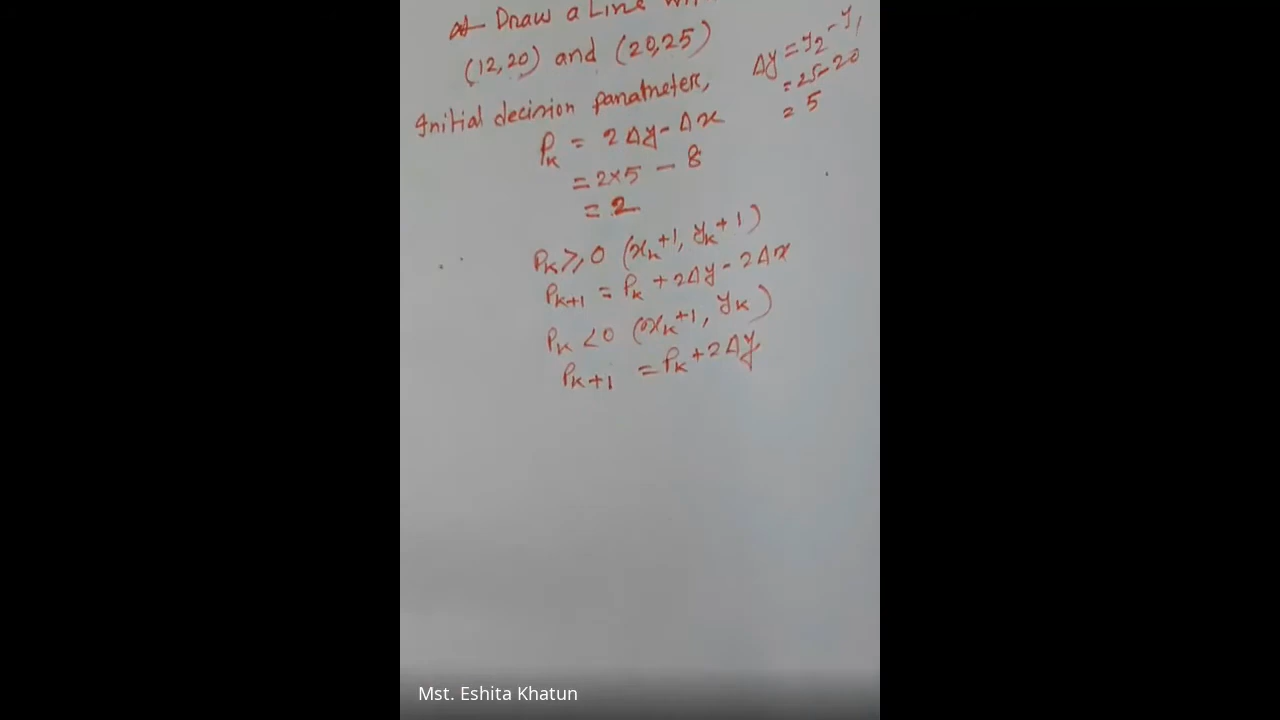 Draw a Line
(12,20) and (20,25)
Δy = y₂ - y₁
= 25 - 20
= 5
Initial decision parameter,
Pₖ = 2Δy - Δx
= 2×5 - 8
= 2
Pₖ ≥ 0 (xₖ+1, yₖ+1)
Pₖ₊₁ = Pₖ + 2Δy - 2Δx
Pₖ < 0 (xₖ+1, yₖ)
Pₖ₊₁ = Pₖ + 2Δy
Mst. Eshita Khatun